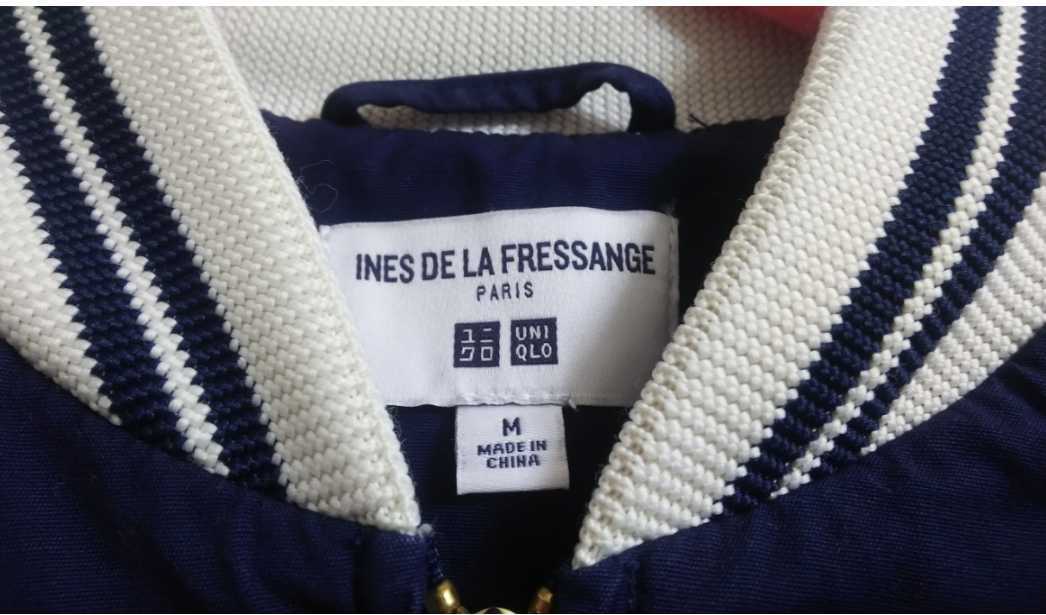 INES DE LA FRESSANGE
PARIS
ユニ UNI
クロ QLO
M
MADE IN
CHINA